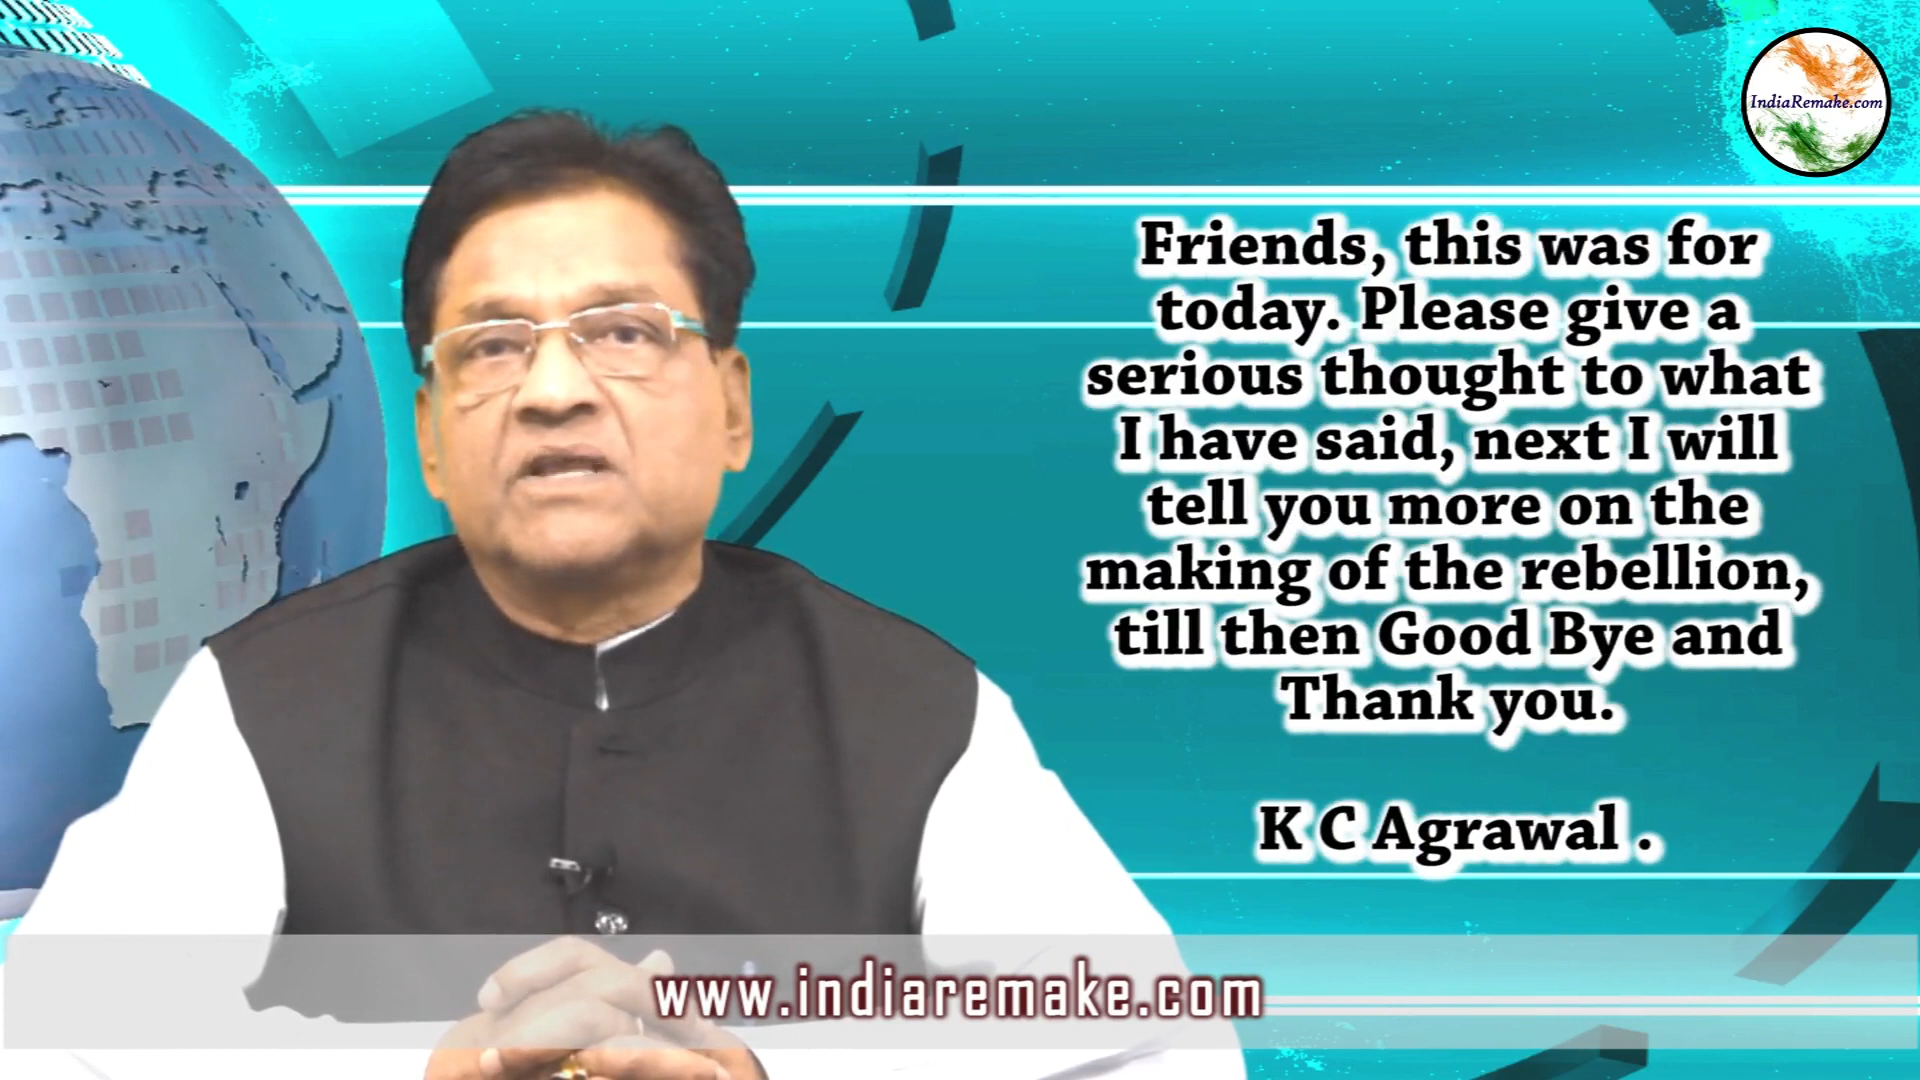 IndiaRemake.com
Friends, this was for
today. Please give a
serious thought to what
I have said, next I will
tell you more on the
making of the rebellion,
till then Good Bye and
Thank you.
K C Agrawal .
www.indiaremake.com